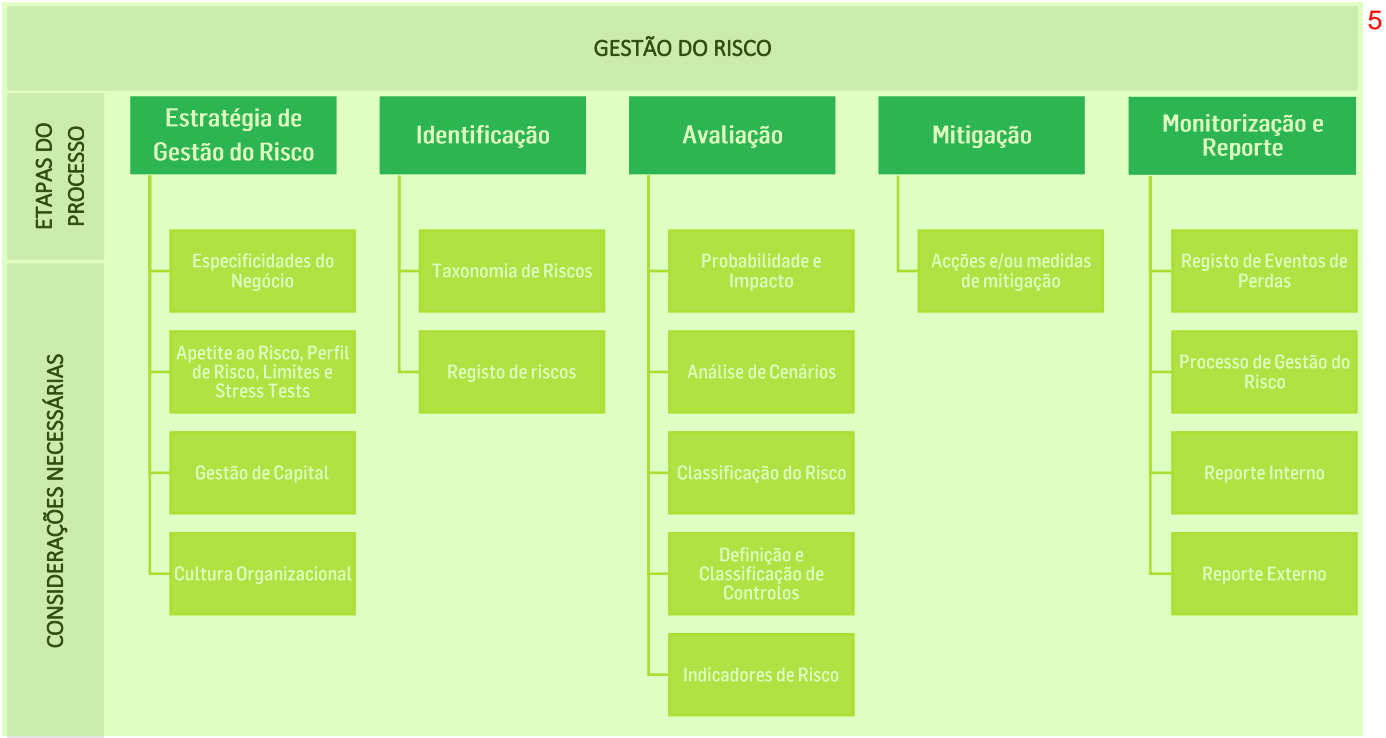 5
GESTÃO DO RISCO
ETAPAS DO
PROCESSO
Estratégia de
Gestão do Risco
Identificação
Avaliação
Mitigação
Monitorização e
Reporte
CONSIDERAÇÕES NECESSÁRIAS
Especificidades do
Negócio
Apetite ao Risco, Perfil
de Risco, Limites e
Stress Tests
Gestão de Capital
Cultura Organizacional
Taxonomia de Riscos
Registo de riscos
Probabilidade e
Impacto
Análise de Cenários
Classificação do Risco
Definição e
Classificação de
Controlos
Indicadores de Risco
Acções e/ou medidas
de mitigação
Registo de Eventos de
Perdas
Processo de Gestão do
Risco
Reporte Interno
Reporte Externo